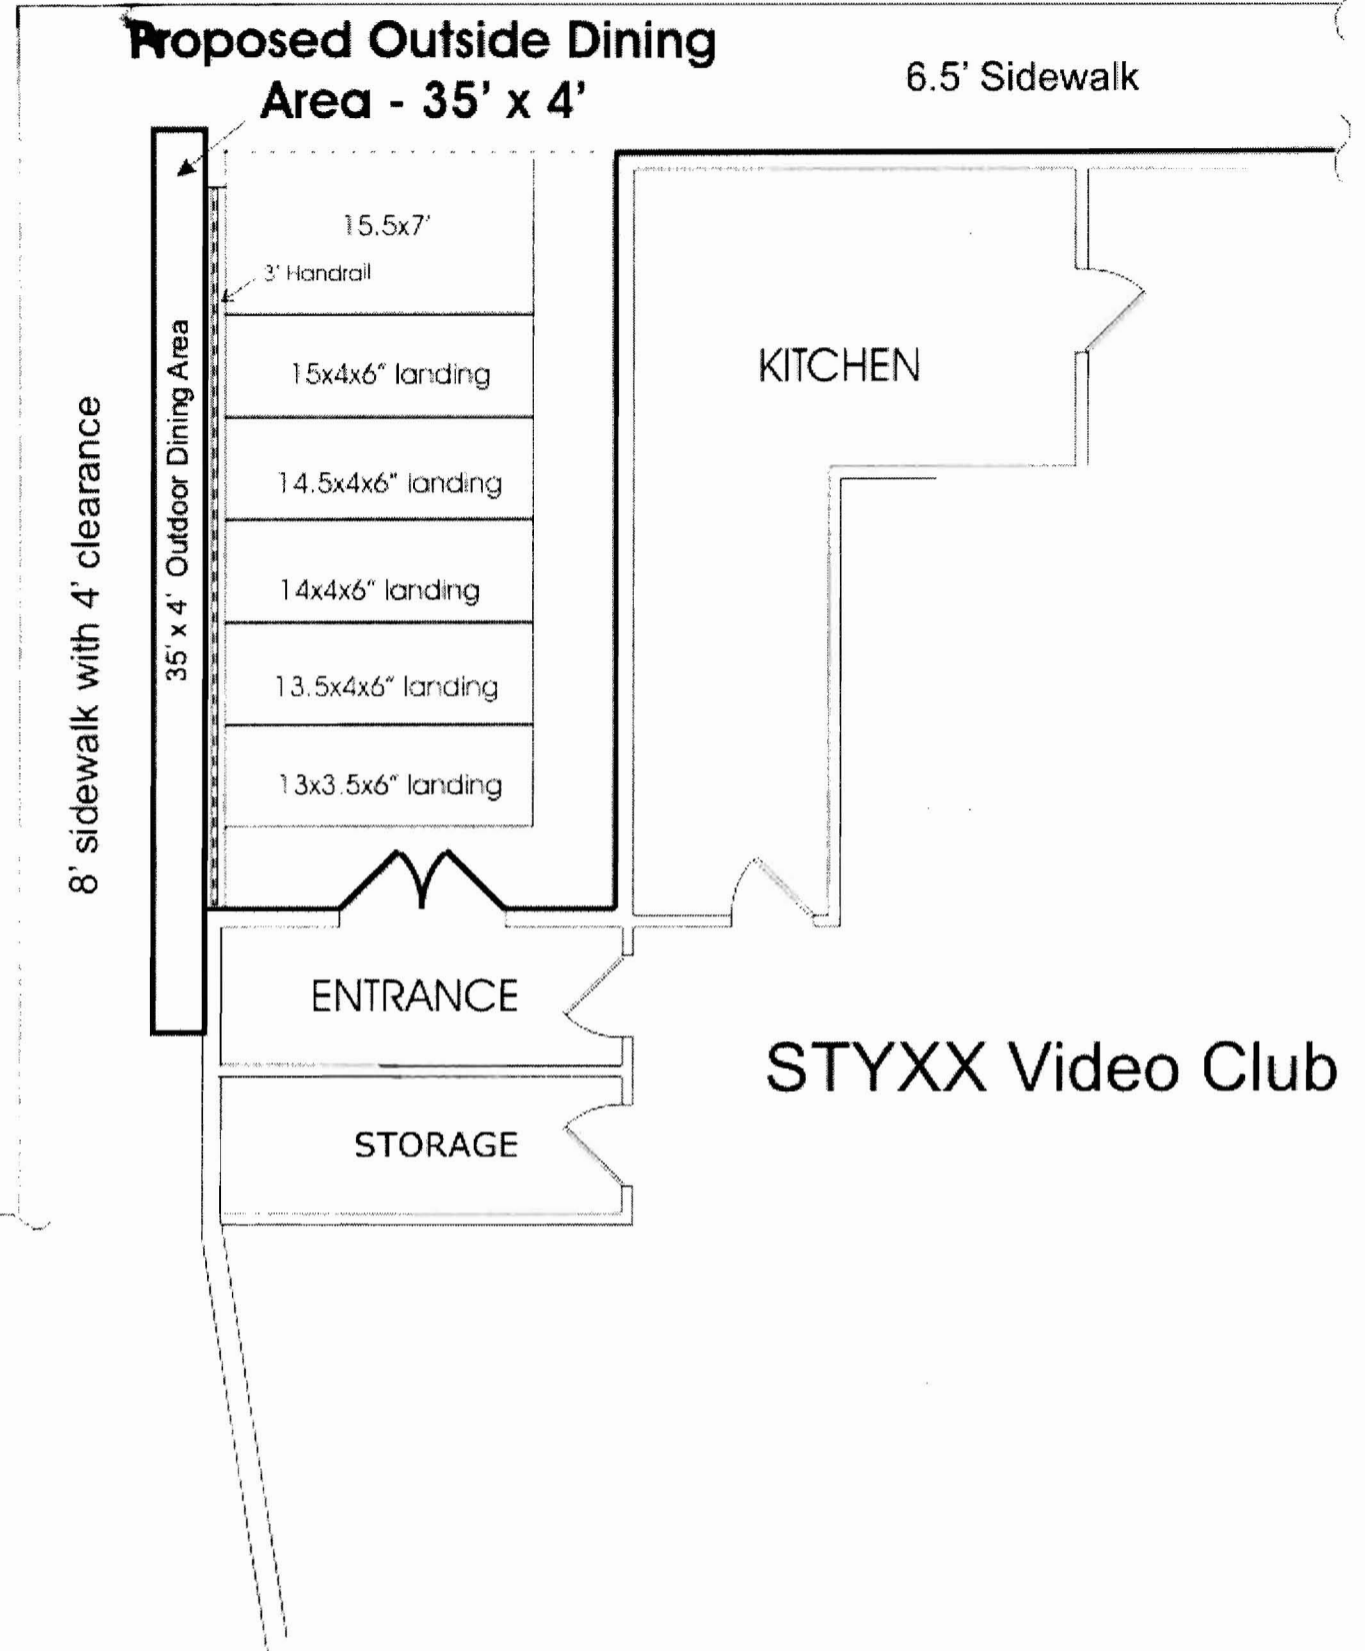 Proposed Outside Dining
Area - 35' x 4'
6.5' Sidewalk
15.5x7'
3' Handrail
15x4x6" landing
14.5x4x6" landing
14x4x6" landing
13.5x4x6" landing
13x3.5x6" landing
35' x 4' Outdoor Dining Area
8' sidewalk with 4' clearance
KITCHEN
ENTRANCE
STORAGE
STYXX Video Club